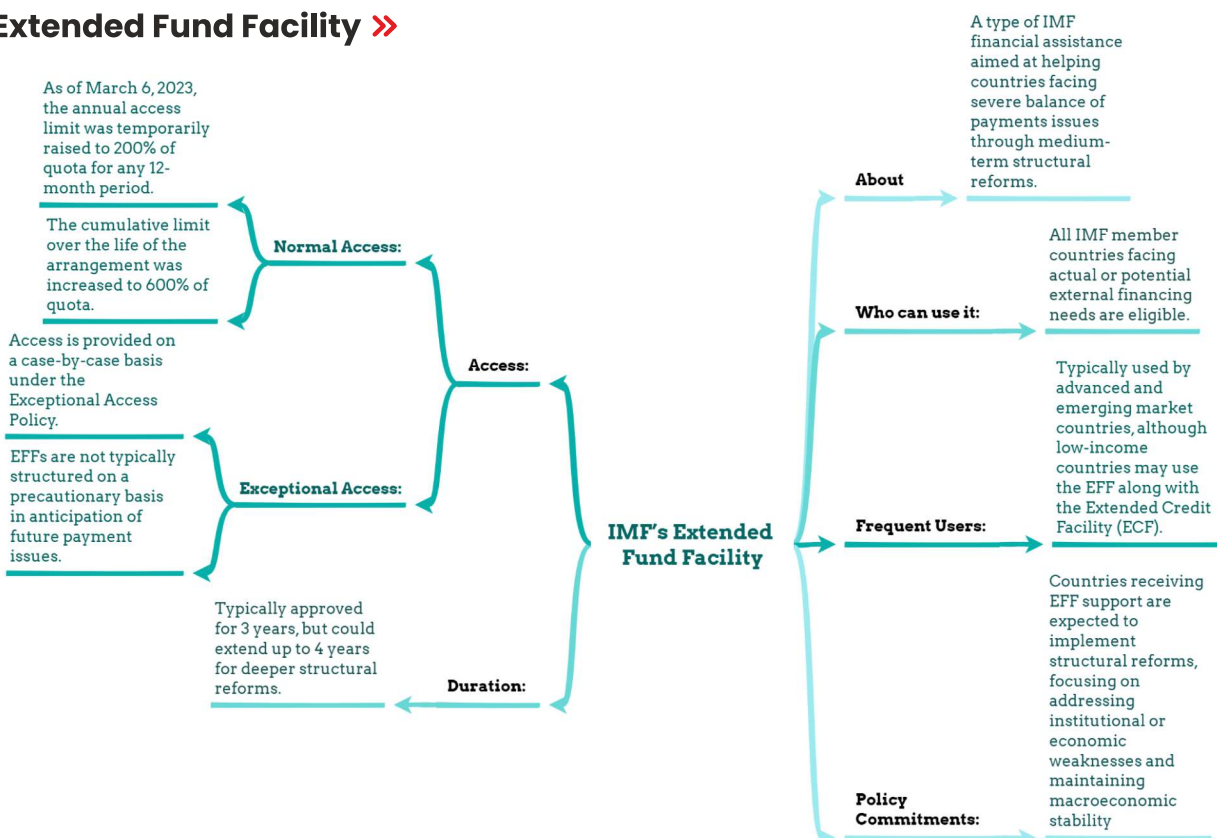 Extended Fund Facility »
As of March 6, 2023,
the annual access
limit was temporarily
raised to 200% of
quota for any 12-
month period.
The cumulative limit
over the life of the
arrangement was
increased to 600% of
quota.
Normal Access:
Access is provided on
a case-by-case basis
under the
Exceptional Access
Policy.
EFFs are not typically
structured on a
precautionary basis
in anticipation of
future payment
issues.
Exceptional Access:
Access:
Typically approved
for 3 years, but could
extend up to 4 years
for deeper structural
reforms.
Duration:
IMF's Extended
Fund Facility
About
A type of IMF
financial assistance
aimed at helping
countries facing
severe balance of
payments issues
through medium-
term structural
reforms.
Who can use it:
All IMF member
countries facing
actual or potential
external financing
needs are eligible.
Frequent Users:
Typically used by
advanced and
emerging market
countries, although
low-income
countries may use
the EFF along with
the Extended Credit
Facility (ECF).
Policy
Commitments:
Countries receiving
EFF support are
expected to
implement
structural reforms,
focusing on
addressing
institutional or
economic
weaknesses and
maintaining
macroeconomic
stability